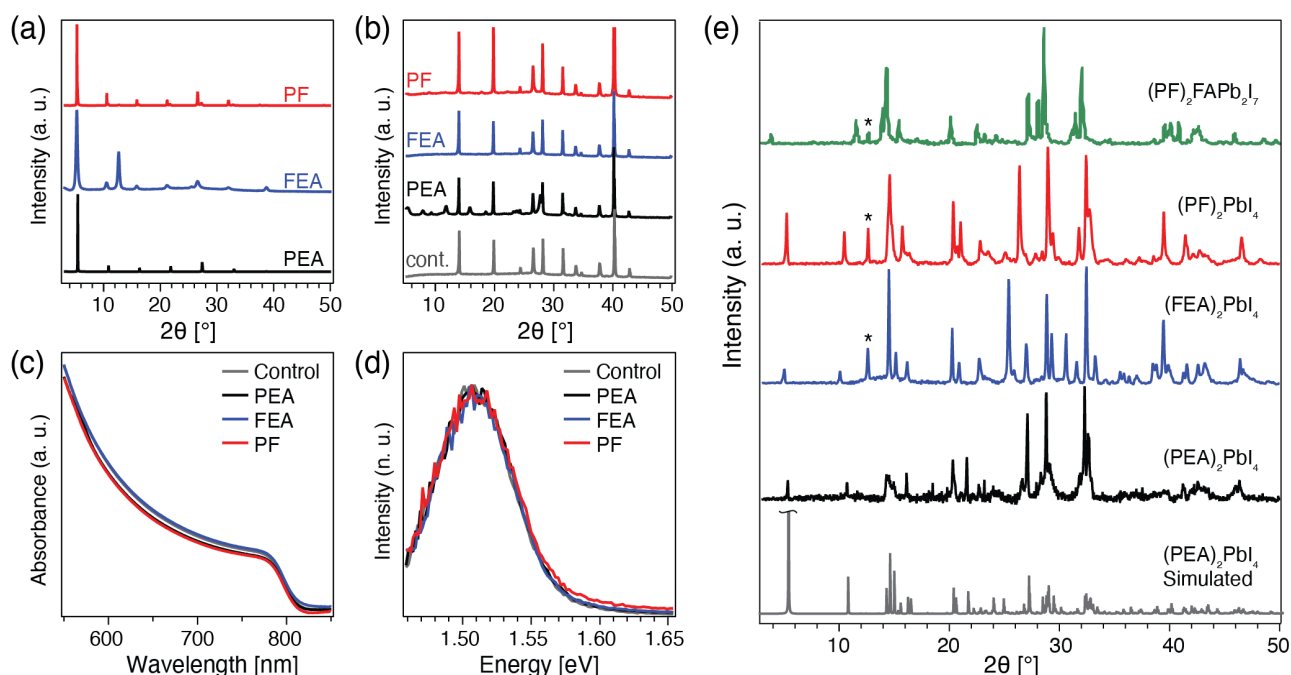 (a)
Intensity (a. u.)
PF
FEA
PEA
10 20 30 40 50
2θ [°]
(b)
Intensity (a. u.)
PF
FEA
PEA
cont.
10 20 30 40 50
2θ [°]
(c)
Absorbance (a. u.)
Control
PEA
FEA
PF
600 700 800
Wavelength [nm]
(d)
Intensity (n. u.)
Control
PEA
FEA
PF
1.50 1.55 1.60 1.65
Energy [eV]
(e)
Intensity (a. u.)
(PF)₂FAPb₂I₇
*
(PF)₂PbI₄
*
(FEA)₂PbI₄
*
(PEA)₂PbI₄
(PEA)₂PbI₄
Simulated
10 20 30 40 50
2θ [°]